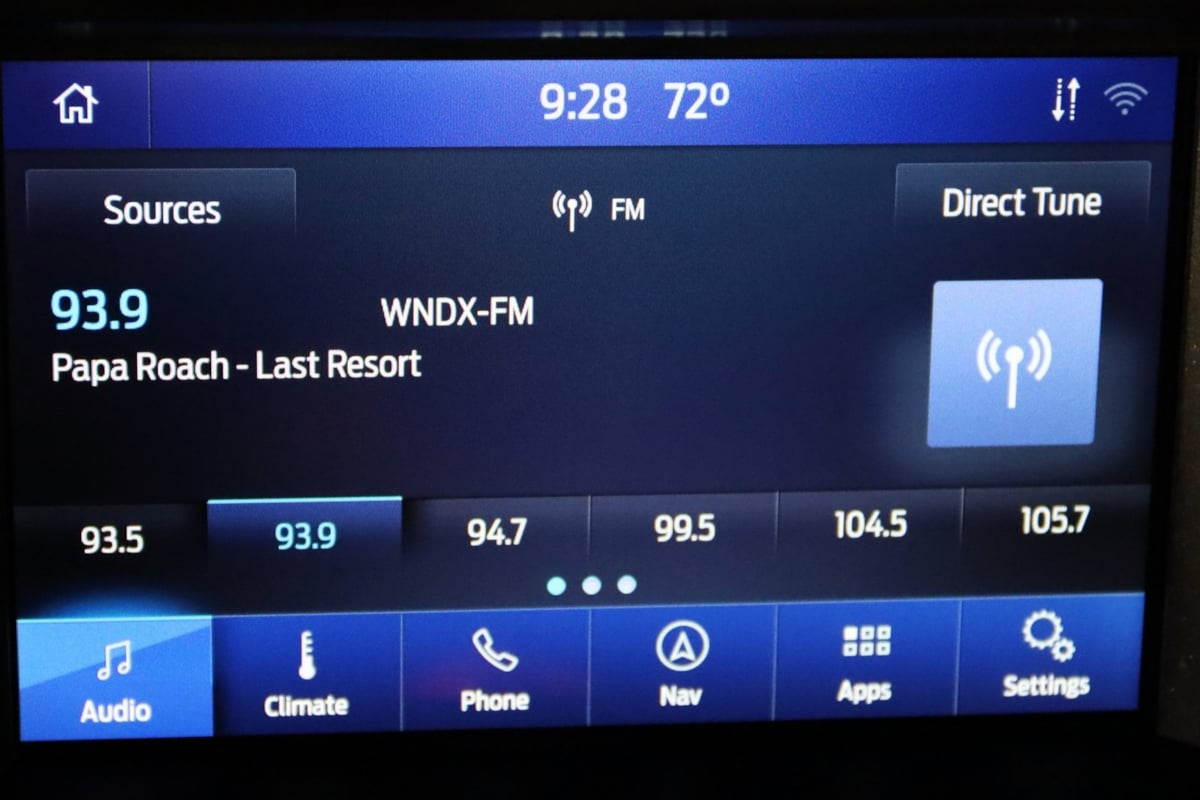 9:28 72°
Sources
FM
Direct Tune
93.9 WNDX-FM
Papa Roach - Last Resort
93.5 93.9 94.7 99.5 104.5 105.7
Audio Climate Phone Nav Apps Settings